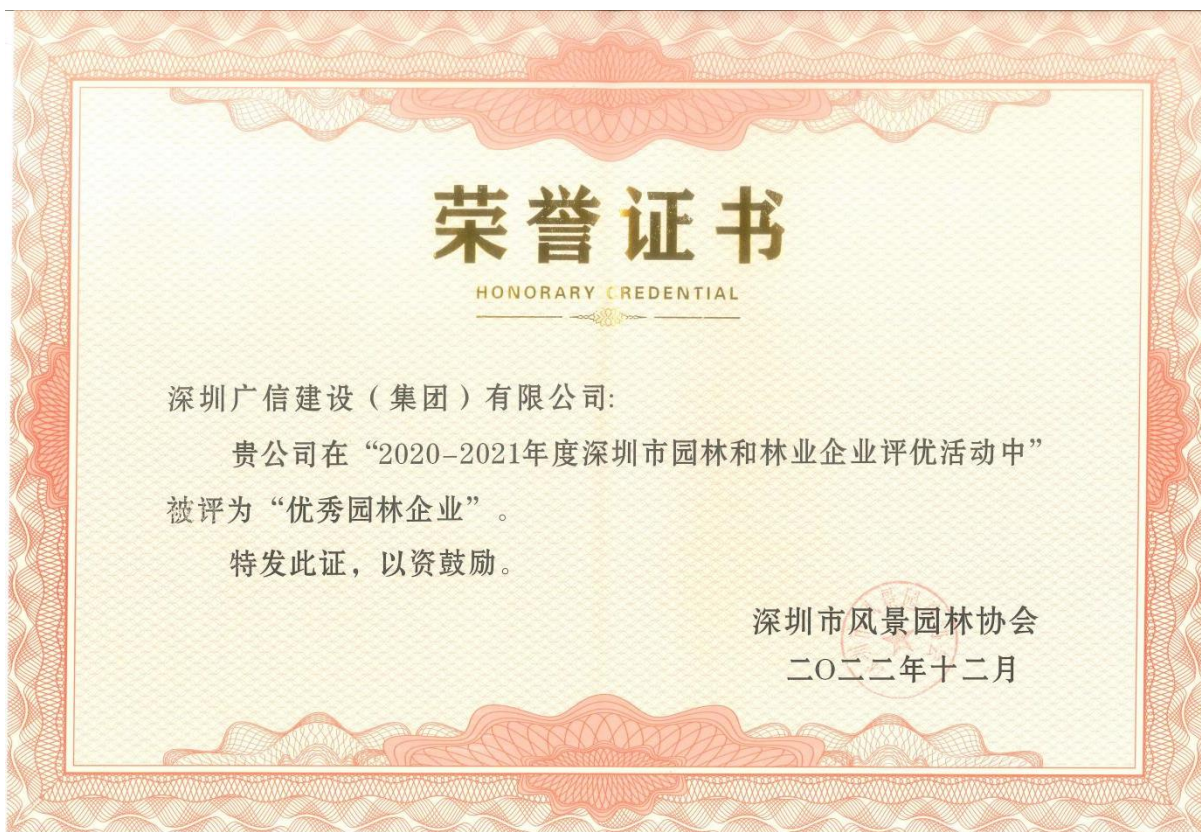 荣誉证书
HONORARY CREDENTIAL
深圳广信建设（集团）有限公司:
贵公司在“2020-2021年度深圳市园林和林业企业评优活动中”
被评为“优秀园林企业”。
特发此证，以资鼓励。
深圳市风景园林协会
二〇二二年十二月